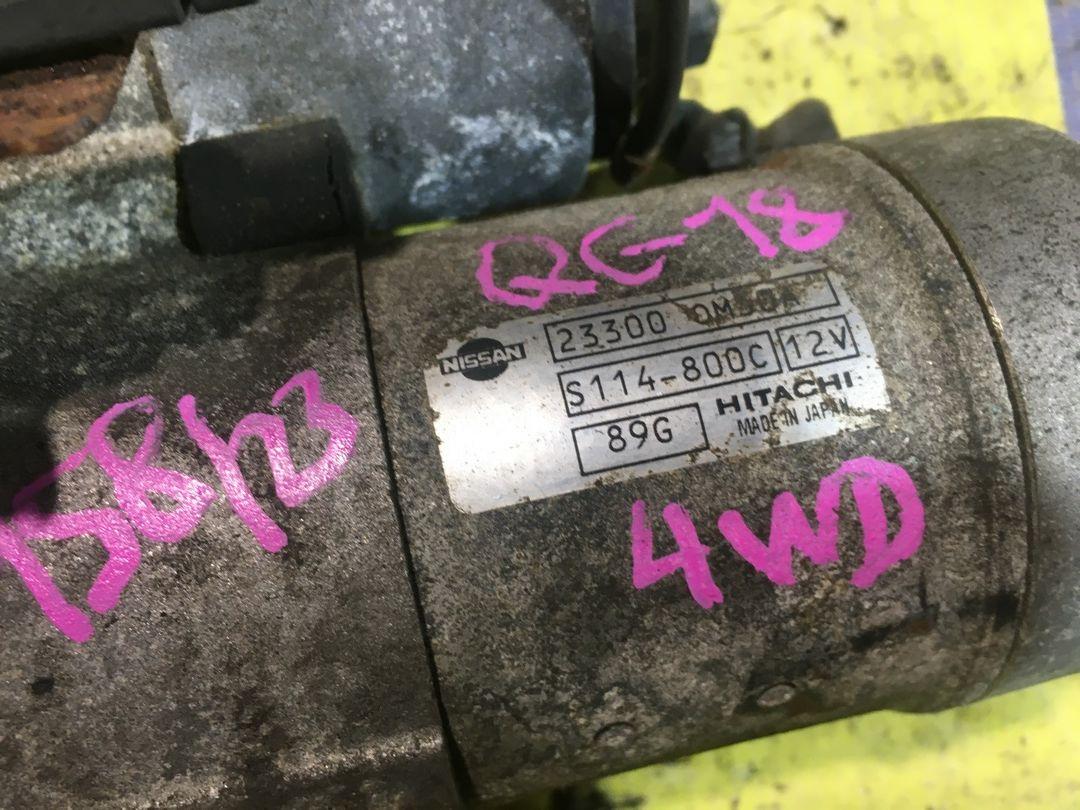 QG-18
NISSAN
23300
S114-800C 12V
89G HITACHI
MADE IN JAPAN
4WD